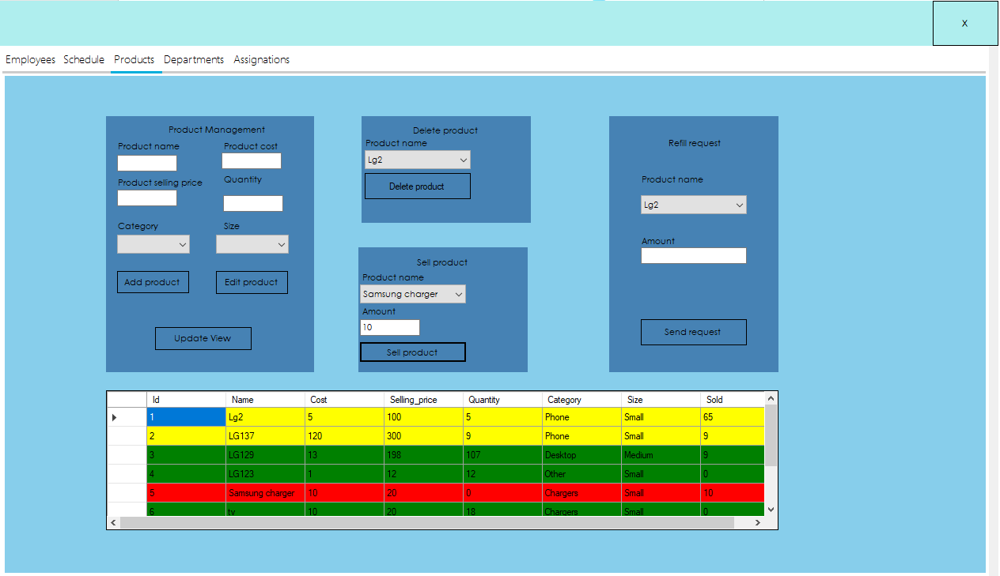 X
Employees Schedule Products Departments Assignations
Product Management
Product name Product cost
Product selling price Quantity
Category Size
Add product Edit product
Update View
Delete product
Product name
Lg2
Delete product
Sell product
Product name
Samsung charger
Amount
10
Sell product
Refill request
Product name
Lg2
Amount
Send request
Id Name Cost Selling_price Quantity Category Size Sold
1 Lg2 5 100 5 Phone Small 65
2 LG137 120 300 9 Phone Small 9
3 LG129 13 198 107 Desktop Medium 9
4 LG123 1 12 12 Other Small 0
5 Samsung charger 10 20 0 Chargers Small 10
6 tv 10 20 18 Chargers Small 0